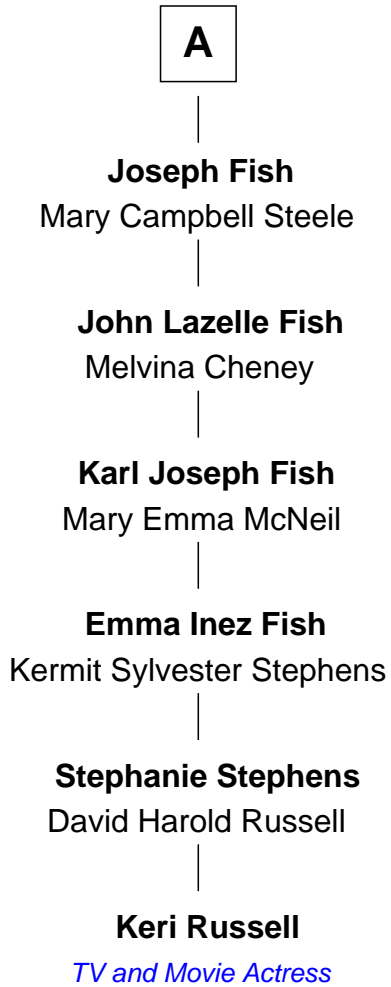 A
Joseph Fish
Mary Campbell Steele
John Lazelle Fish
Melvina Cheney
Karl Joseph Fish
Mary Emma McNeil
Emma Inez Fish
Kermit Sylvester Stephens
Stephanie Stephens
David Harold Russell
Keri Russell
TV and Movie Actress